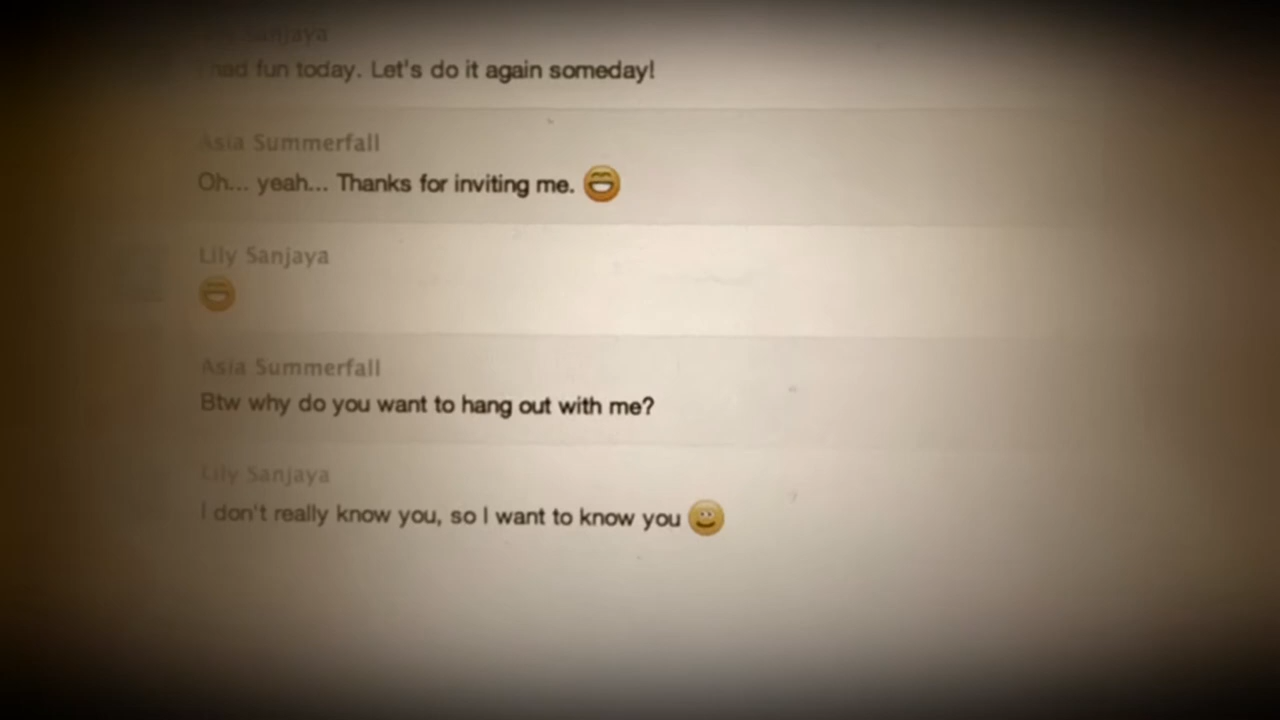 Sanjaya
had fun today. Let's do it again someday!
Asia Summerfall
Oh... yeah... Thanks for inviting me. 😄
Lily Sanjaya
😄
Asia Summerfall
Btw why do you want to hang out with me?
Lily Sanjaya
I don't really know you, so I want to know you 🙂